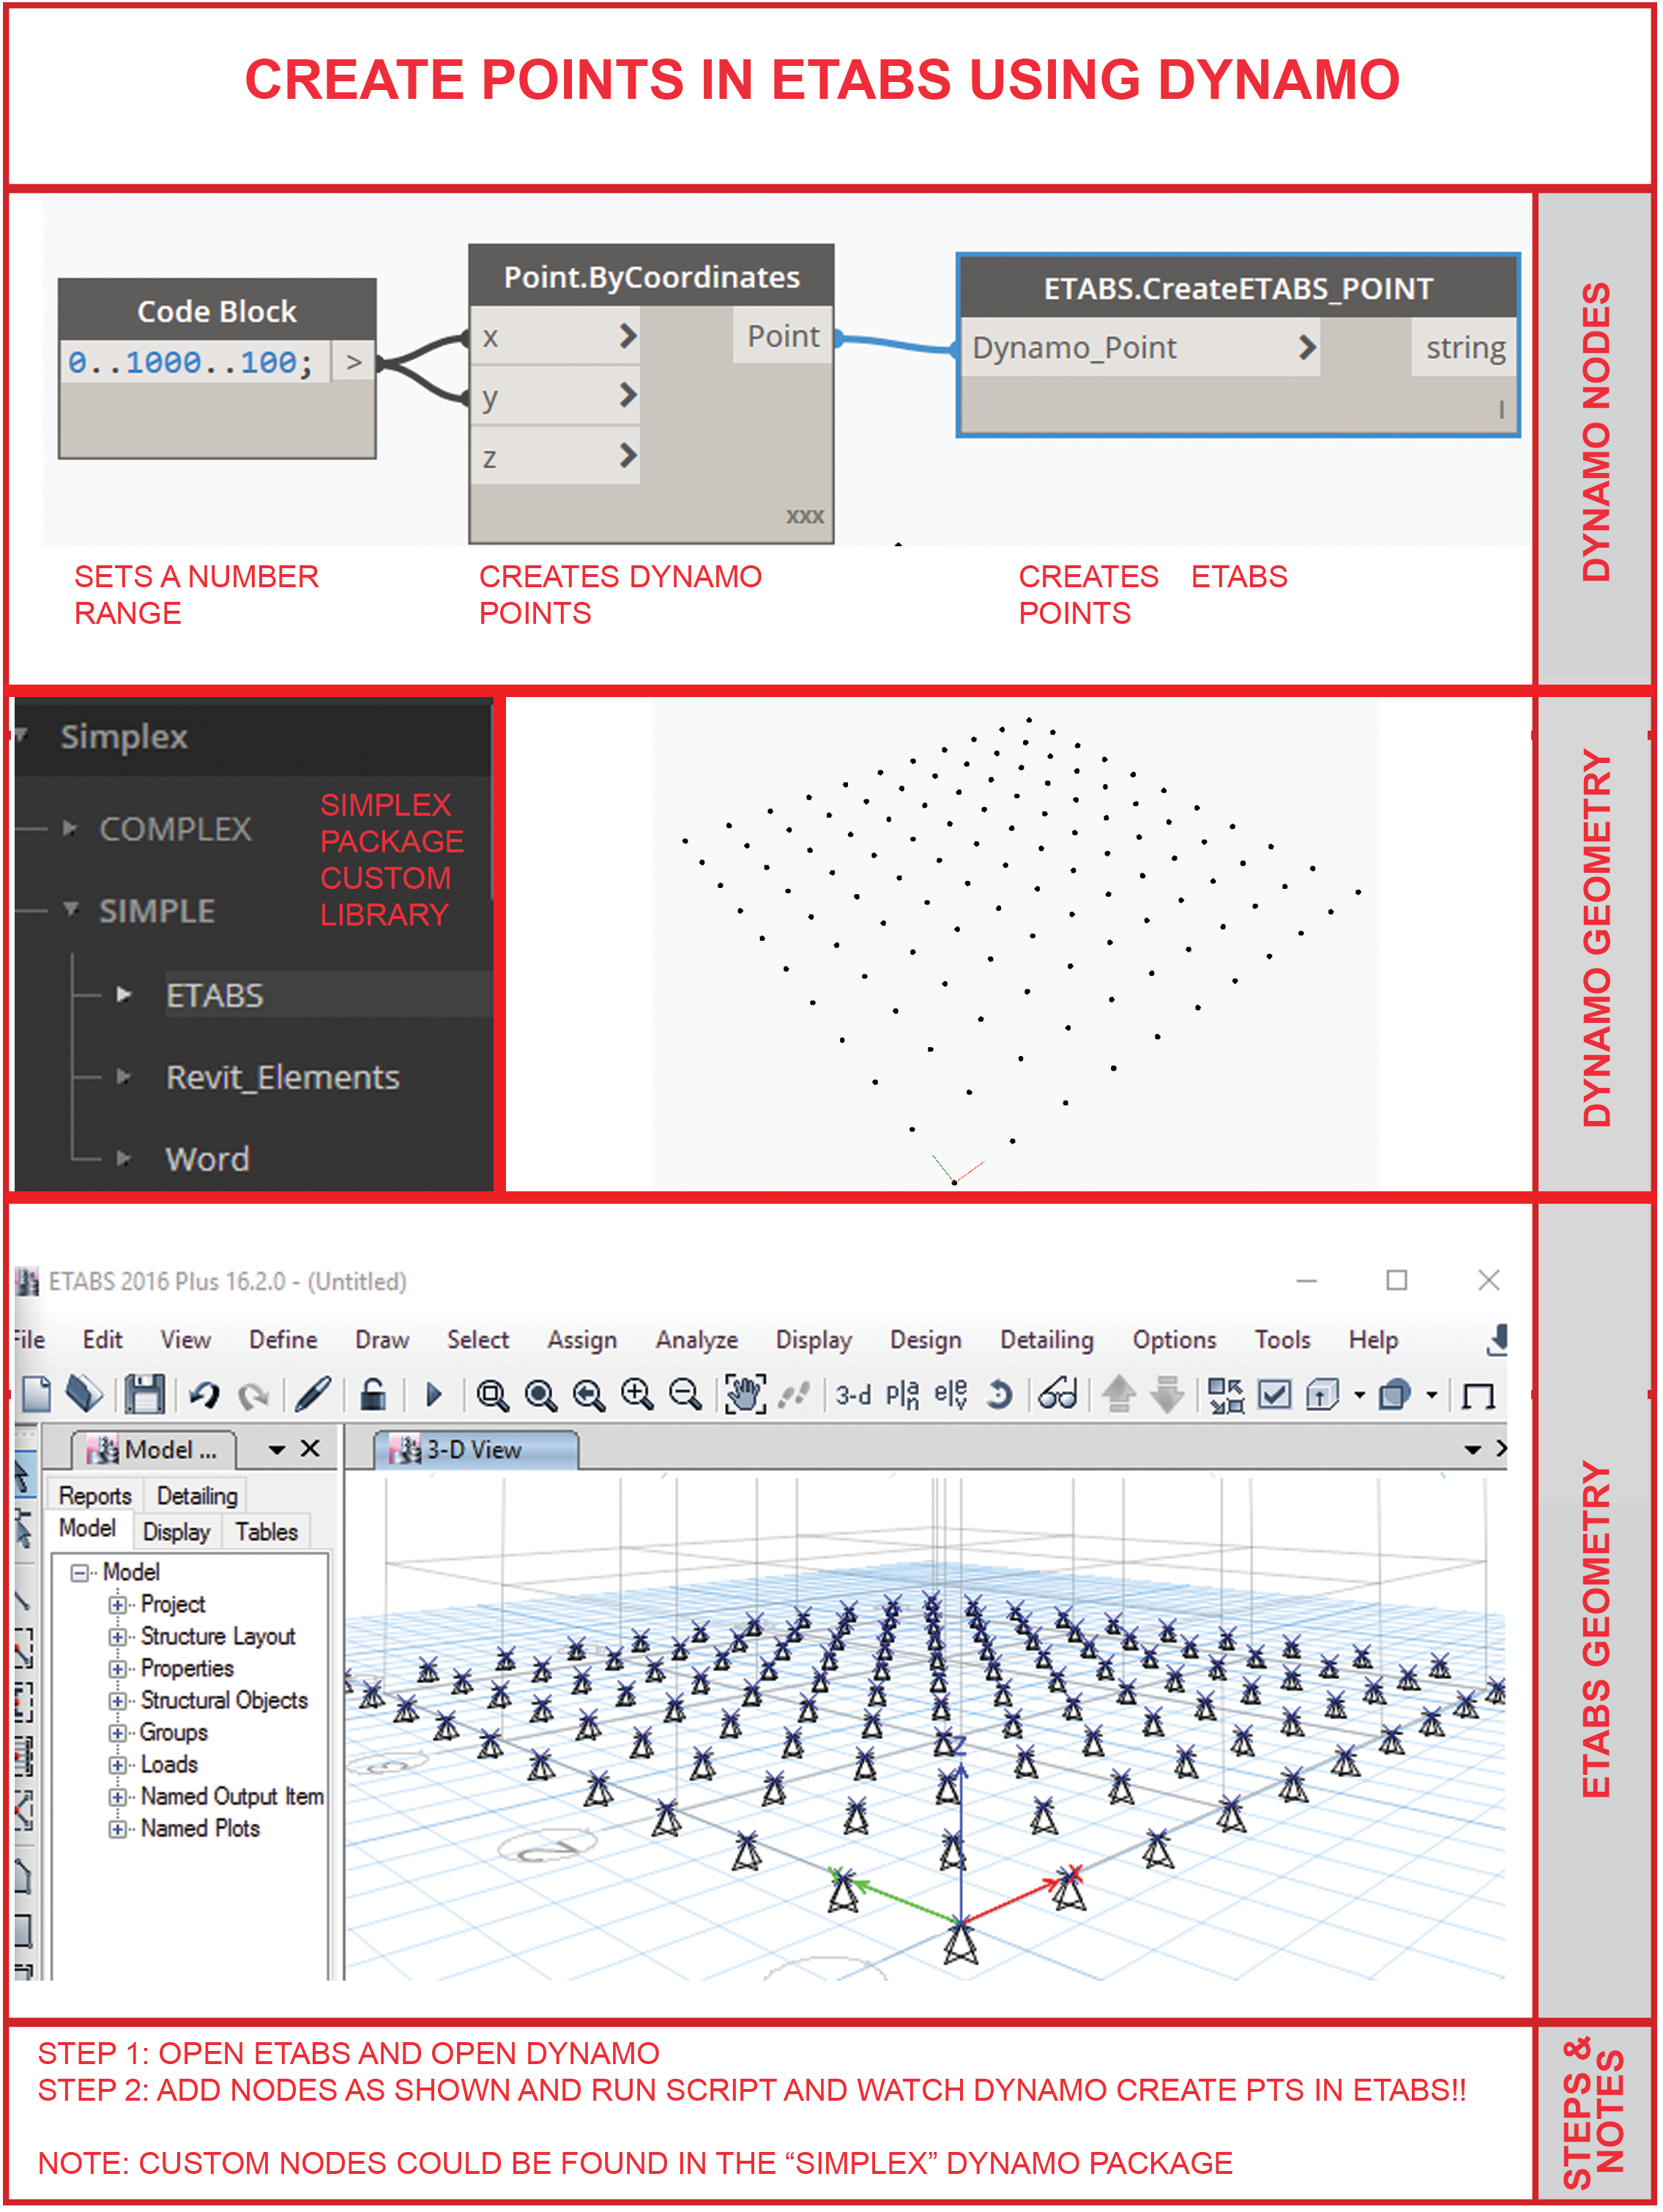 CREATE POINTS IN ETABS USING DYNAMO
Code Block
0..1000..100; >
Point.ByCoordinates
x
y
z
Point
xxx
ETABS.CreateETABS_POINT
Dynamo_Point
string
I
SETS A NUMBER
RANGE
CREATES DYNAMO
POINTS
CREATES ETABS
POINTS
DYNAMO NODES
Simplex
COMPLEX
SIMPLE
ETABS
Revit_Elements
Word
SIMPLEX
PACKAGE
CUSTOM
LIBRARY
DYNAMO GEOMETRY
ETABS 2016 Plus 16.2.0 - (Untitled)
File Edit View Define Draw Select Assign Analyze Display Design Detailing Options Tools Help
3-d plan elev
Model ...
3-D View
Reports Detailing
Model Display Tables
Model
Project
Structure Layout
Properties
Structural Objects
Groups
Loads
Named Output Item
Named Plots
Z
Y
X
ETABS GEOMETRY
STEP 1: OPEN ETABS AND OPEN DYNAMO
STEP 2: ADD NODES AS SHOWN AND RUN SCRIPT AND WATCH DYNAMO CREATE PTS IN ETABS!!
NOTE: CUSTOM NODES COULD BE FOUND IN THE “SIMPLEX” DYNAMO PACKAGE
STEPS &
NOTES